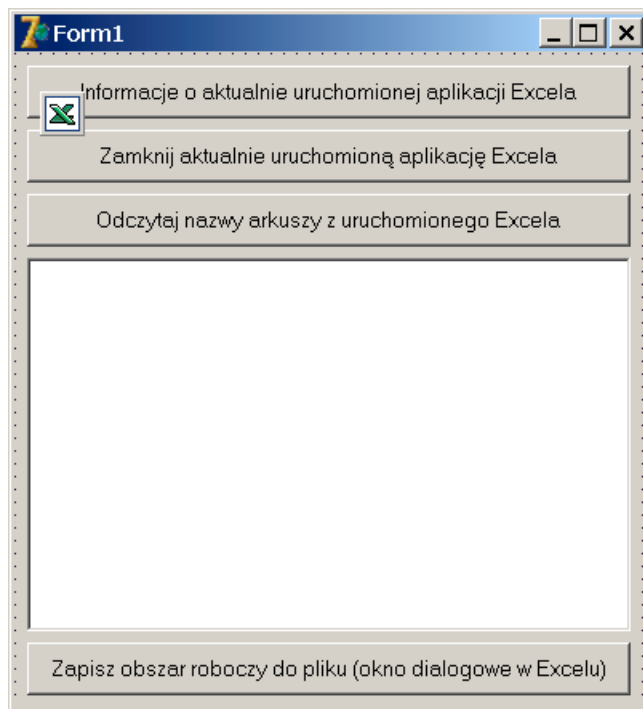 Form1
Informacje o aktualnie uruchomionej aplikacji Excela
Zamknij aktualnie uruchomioną aplikację Excela
Odczytaj nazwy arkuszy z uruchomionego Excela
Zapisz obszar roboczy do pliku (okno dialogowe w Excelu)